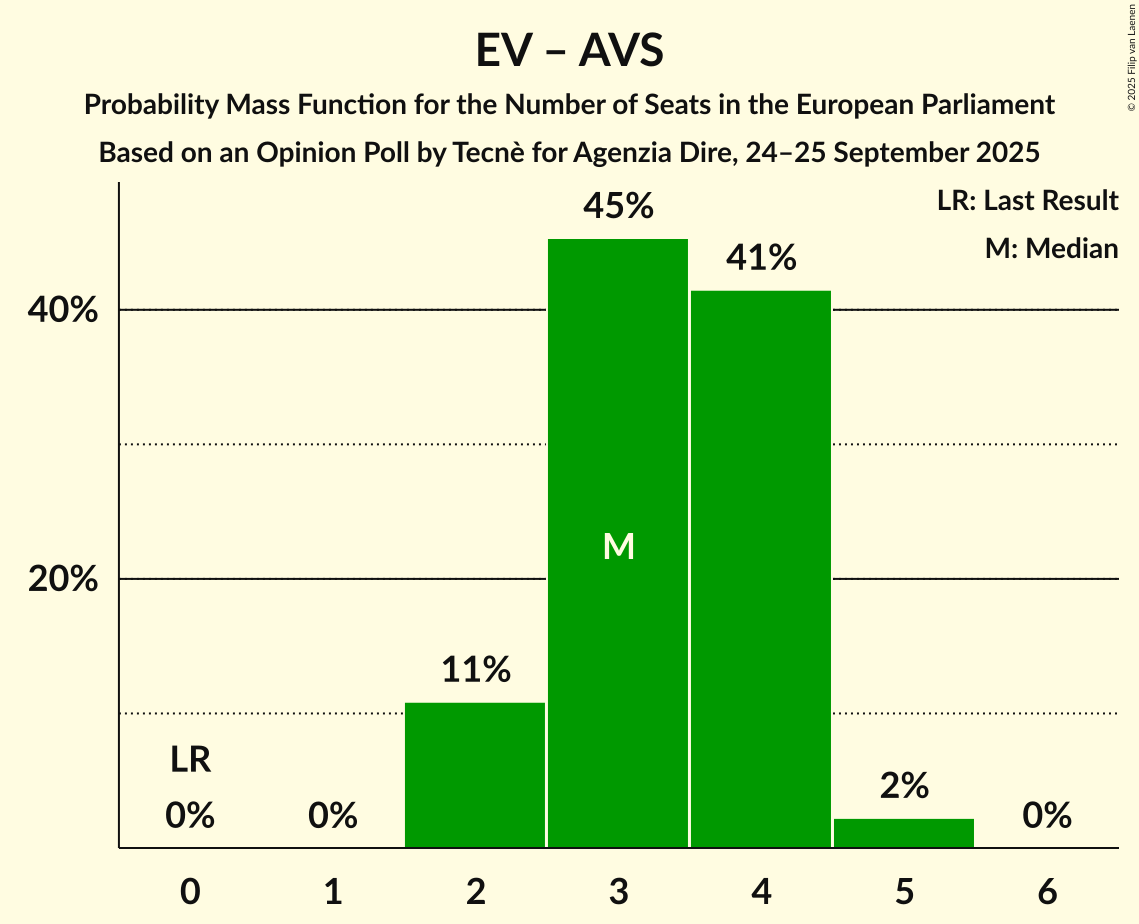 EV – AVS
Probability Mass Function for the Number of Seats in the European Parliament
Based on an Opinion Poll by Tecnè for Agenzia Dire, 24–25 September 2025
© 2025 Filip van Laenen
LR: Last Result
M: Median
45%
41%
40%
M
20%
11%
LR
2%
0%
0%
0%
0 1 2 3 4 5 6